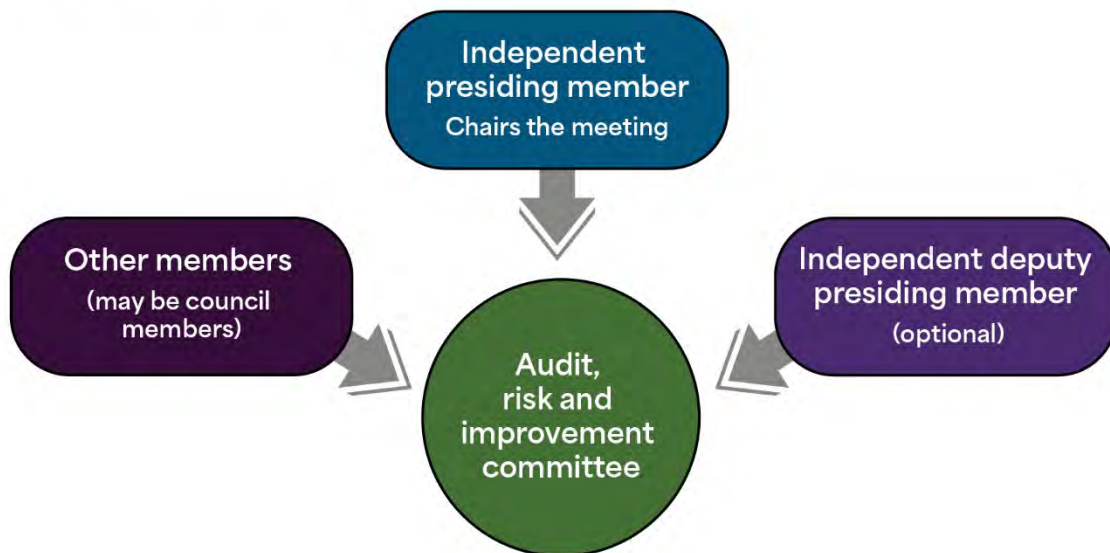 Independent
presiding member
Chairs the meeting
Other members
(may be council
members)
Independent deputy
presiding member
(optional)
Audit,
risk and
improvement
committee